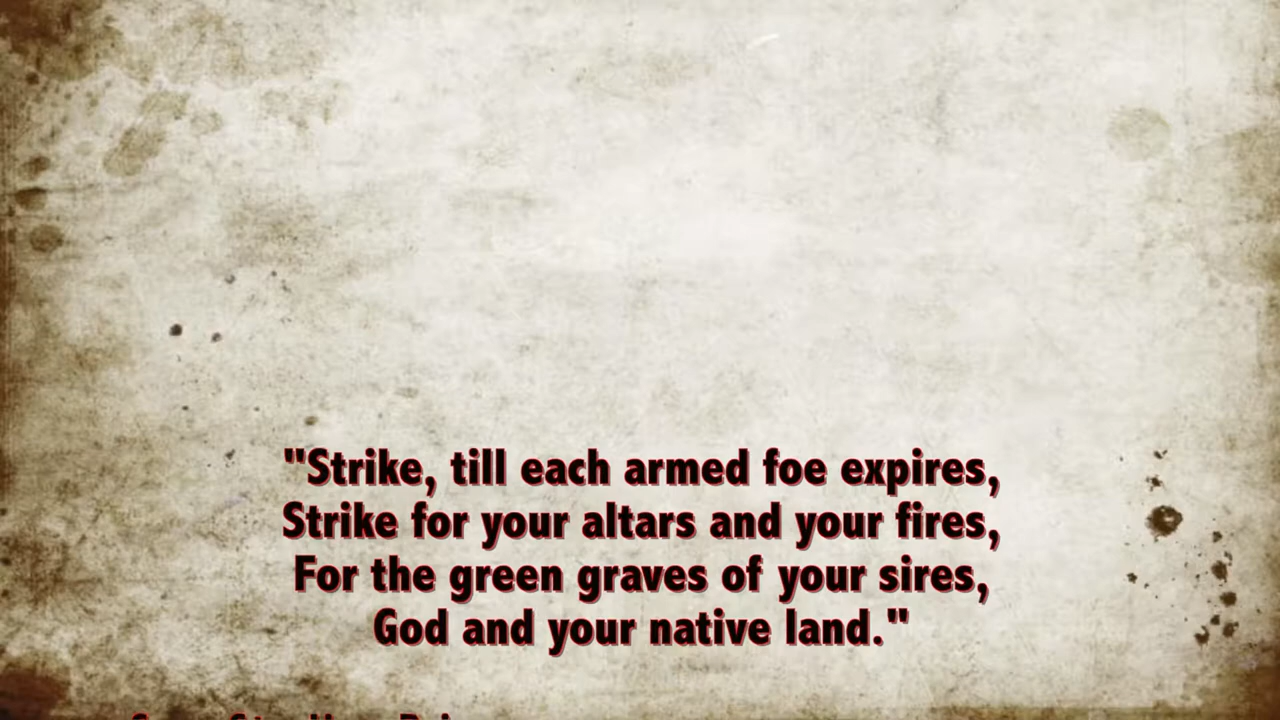 "Strike, till each armed foe expires,
Strike for your altars and your fires,
For the green graves of your sires,
God and your native land."